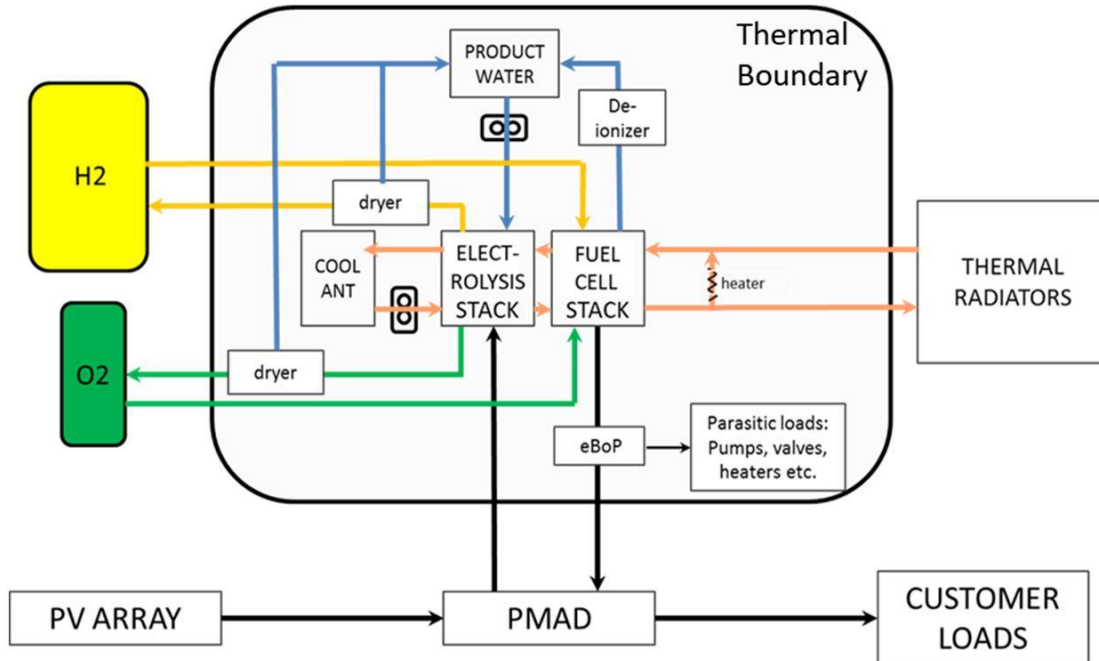 Thermal
Boundary
PRODUCT
WATER
De-
ionizer
H2
dryer
COOL
ANT
ELECT-
ROLYSIS
STACK
FUEL
CELL
STACK
heater
THERMAL
RADIATORS
O2
dryer
eBoP
Parasitic loads:
Pumps, valves,
heaters etc.
PV ARRAY
PMAD
CUSTOMER
LOADS